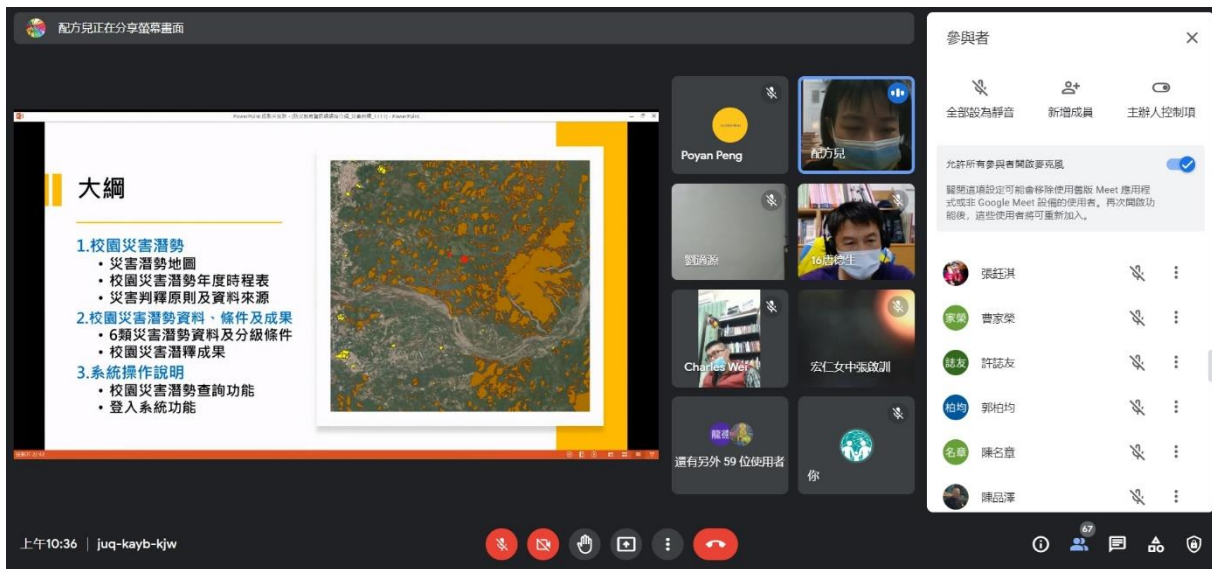 配方兒正在分享螢幕畫面
大綱
1.校園災害潛勢
• 災害潛勢地圖
• 校園災害潛勢年度時程表
• 災害判釋原則及資料來源
2.校園災害潛勢資料、條件及成果
• 6類災害潛勢資料及分級條件
• 校園災害潛釋成果
3.系統操作說明
• 校園災害潛勢查詢功能
• 登入系統功能
Poyan Peng
配方兒
16唐德生
Charles Wei
宏仁女中張啟訓
龍褀
還有另外 59 位使用者
你
參與者
全部設為靜音
新增成員
主辦人控制項
允許所有參與者開啟麥克風
關閉這項設定可能會移除使用舊版 Meet 應用程
式或非 Google Meet 設備的使用者。再次開啟功
能後，這些使用者將可重新加入。
張鈺淇
家榮 曹家榮
誌友 許誌友
柏均 郭柏均
名章 陳名章
陳品澤
上午10:36 | juq-kayb-kjw
67